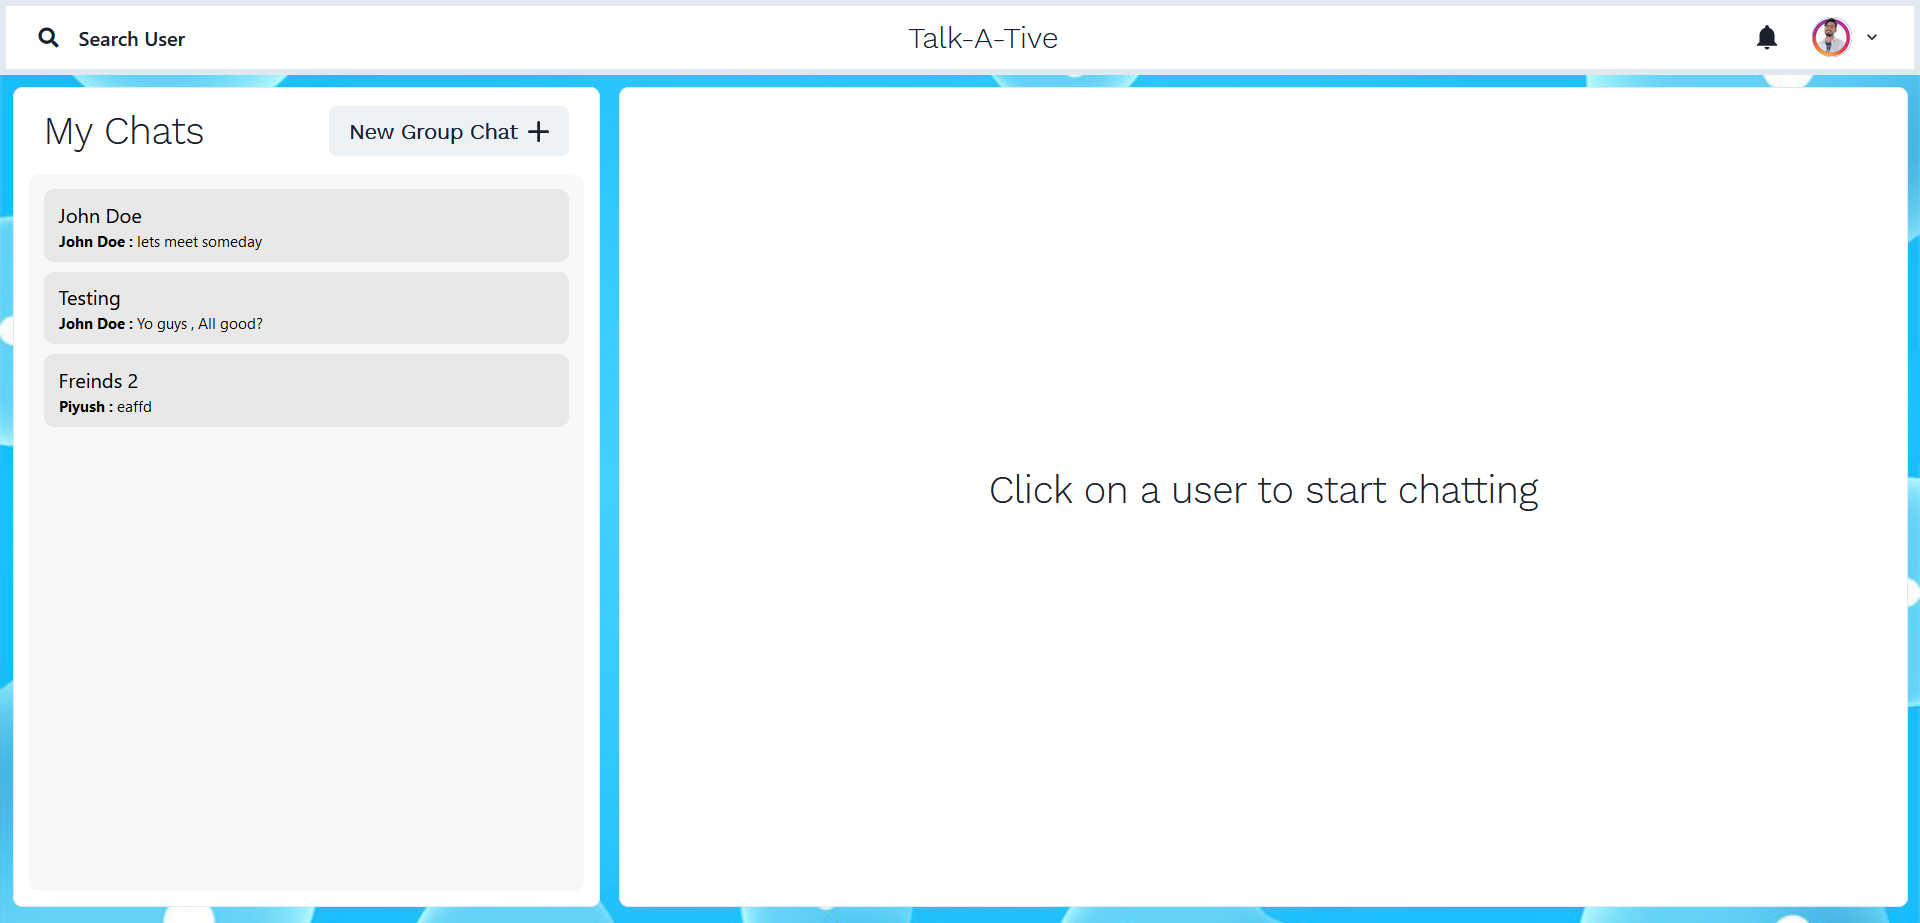 Search User
Talk-A-Tive
My Chats
New Group Chat
John Doe
John Doe : lets meet someday
Testing
John Doe : Yo guys , All good?
Freinds 2
Piyush : eaffd
Click on a user to start chatting